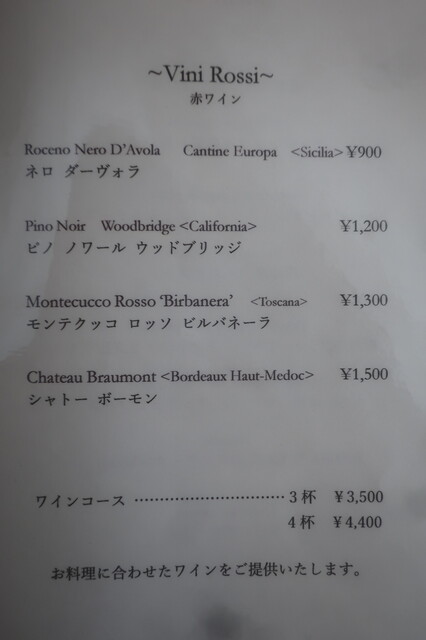 ~Vini Rossi~
赤ワイン
Roceno Nero D'Avola Cantine Europa <Sicilia> ¥900
ネロ ダーヴォラ
Pino Noir Woodbridge <California> ¥1,200
ピノ ノワール ウッドブリッジ
Montecucco Rosso 'Birbanera' <Toscana> ¥1,300
モンテクッコ ロッソ ビルバネーラ
Chateau Braumont <Bordeaux Haut-Medoc> ¥1,500
シャトー ボーモン
ワインコース ‥‥‥‥‥‥‥‥‥‥ 3杯 ¥3,500
4杯 ¥4,400
お料理に合わせたワインをご提供いたします。